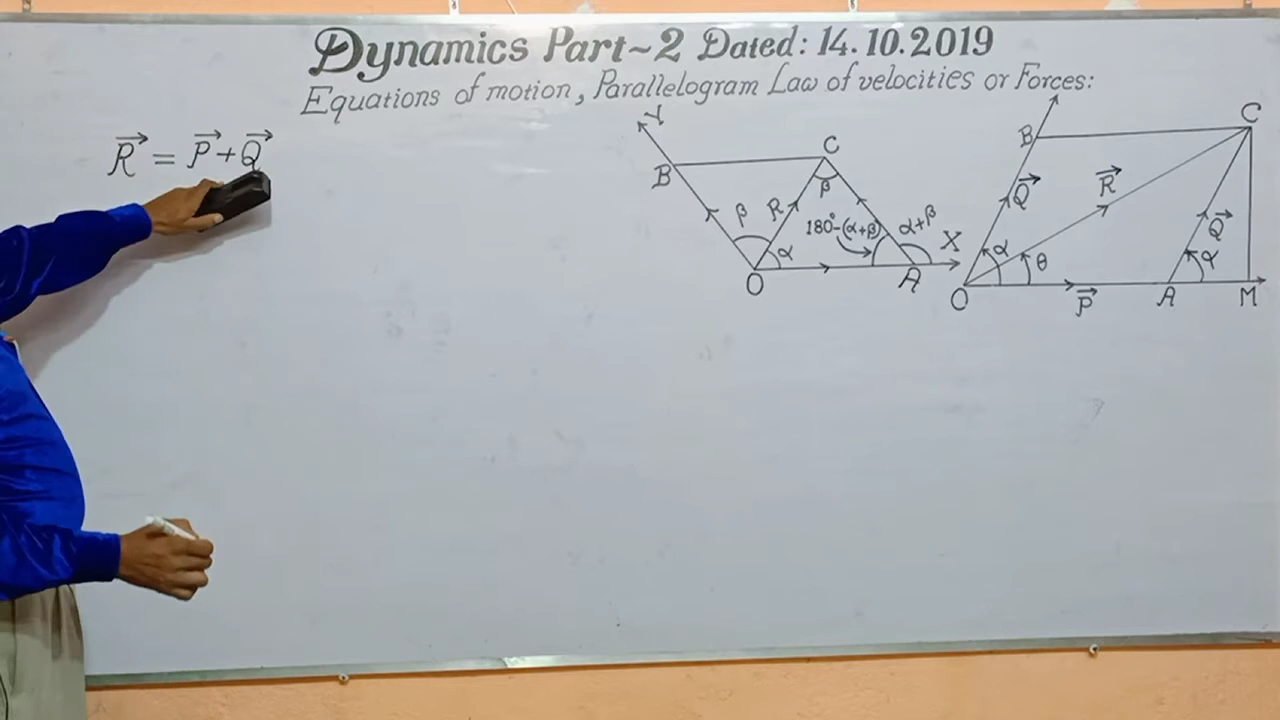 Dynamics Part~2 Dated: 14.10.2019
Equations of motion, Parallelogram Law of velocities or Forces:
R⃗ = P⃗ + Q⃗
Y
B
C
β
R
β
α
180°-(α+β)
α+β
X
O
A
B
C
Q⃗
R⃗
Q⃗
α
θ
α
O
P⃗
A
M